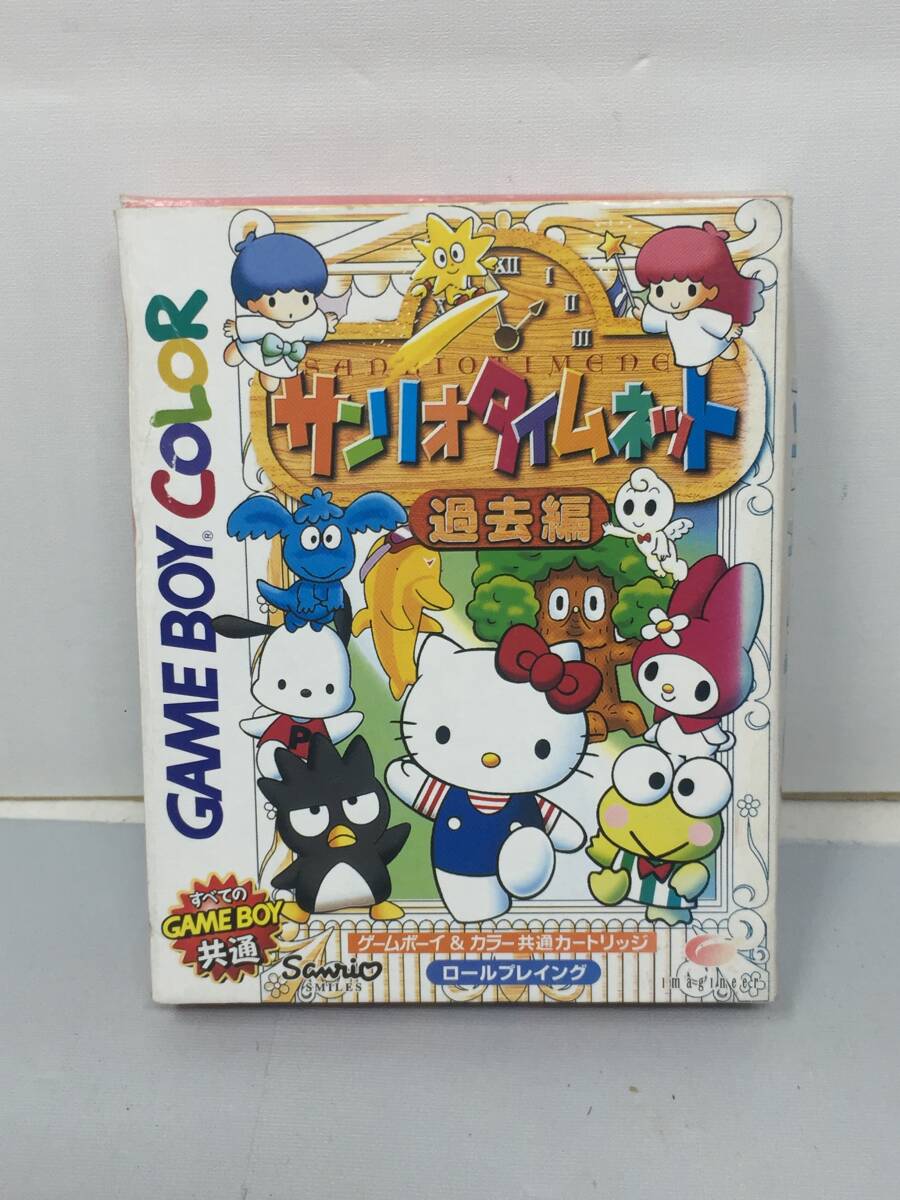 GAME BOY COLOR
®
XII
I
II
III
SANRIOTIMENE
サンリオタイムネット
過去編
P
すべての
GAME BOY
共通
Sanrio
SMILES
ゲームボーイ & カラー共通カートリッジ
ロールプレイング
imagineer